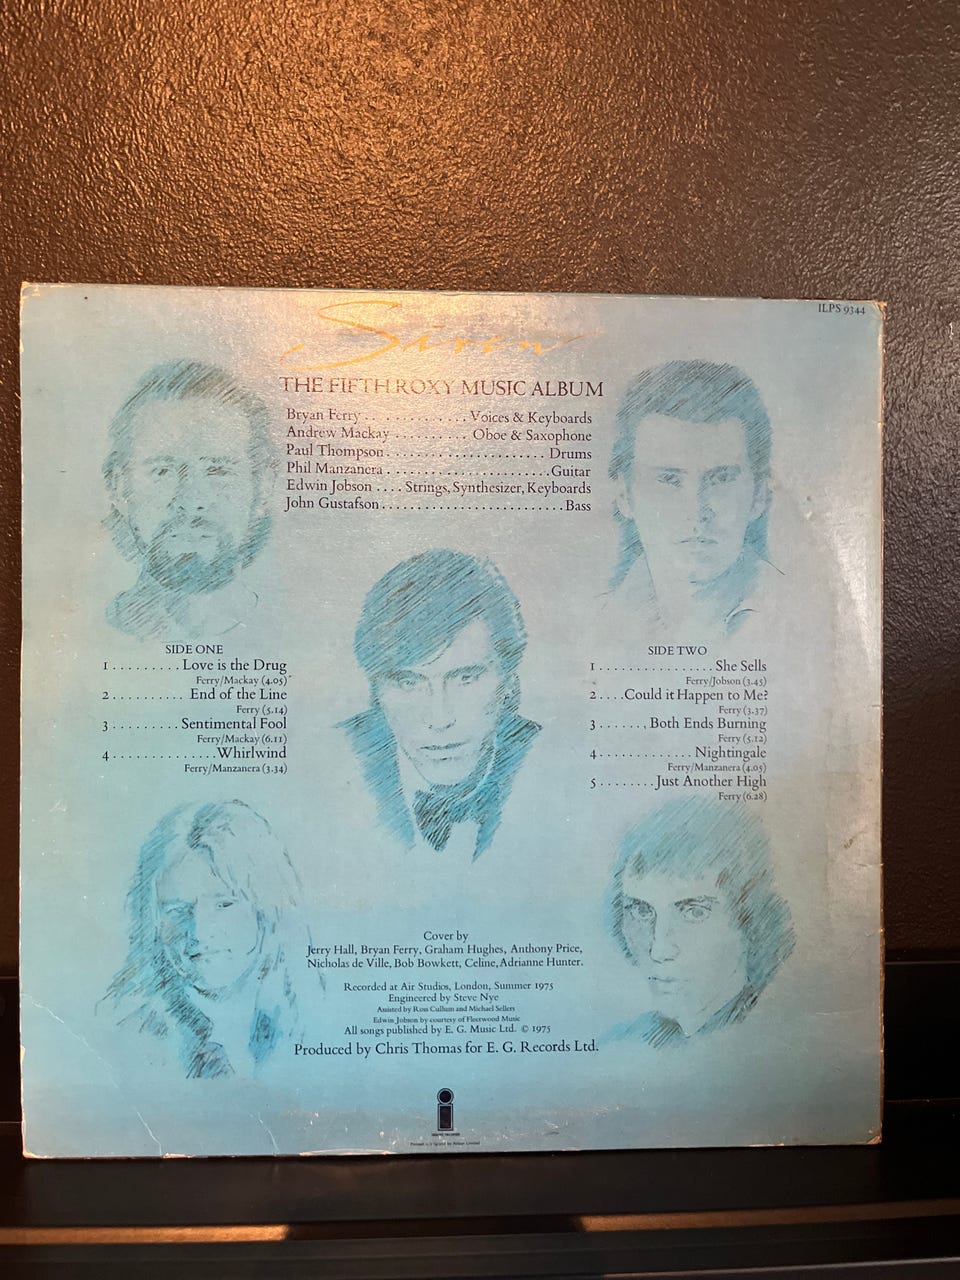 ILPS 9344
Siren
THE FIFTH ROXY MUSIC ALBUM
Bryan Ferry . . . . . . . . . . . . Voices & Keyboards
Andrew Mackay . . . . . . . . . . Oboe & Saxophone
Paul Thompson . . . . . . . . . . . . . . . . . . . . . . Drums
Phil Manzanera . . . . . . . . . . . . . . . . . . . . . . . Guitar
Edwin Jobson . . . . Strings, Synthesizer, Keyboards
John Gustafson . . . . . . . . . . . . . . . . . . . . . . . . . . Bass
SIDE ONE
1 . . . . . . . . . Love is the Drug
Ferry/Mackay (4.05)
2 . . . . . . . . . . End of the Line
Ferry (5.14)
3 . . . . . . . . . . Sentimental Fool
Ferry/Mackay (6.11)
4 . . . . . . . . . . . . . . . Whirlwind
Ferry/Manzanera (3.34)
SIDE TWO
1 . . . . . . . . . . . . . . . . . She Sells
Ferry/Jobson (3.45)
2 . . . . Could it Happen to Me?
Ferry (3.37)
3 . . . . . . . . Both Ends Burning
Ferry (5.12)
4 . . . . . . . . . . . . . . Nightingale
Ferry/Manzanera (4.05)
5 . . . . . . . . Just Another High
Ferry (6.28)
Cover by
Jerry Hall, Bryan Ferry, Graham Hughes, Anthony Price,
Nicholas de Ville, Bob Bowkett, Celine, Adrianne Hunter.
Recorded at Air Studios, London, Summer 1975
Engineered by Steve Nye
Assisted by Ross Cullum and Michael Sellers
Edwin Jobson by courtesy of Fleetwood Music
All songs published by E. G. Music Ltd. © 1975
Produced by Chris Thomas for E. G. Records Ltd.